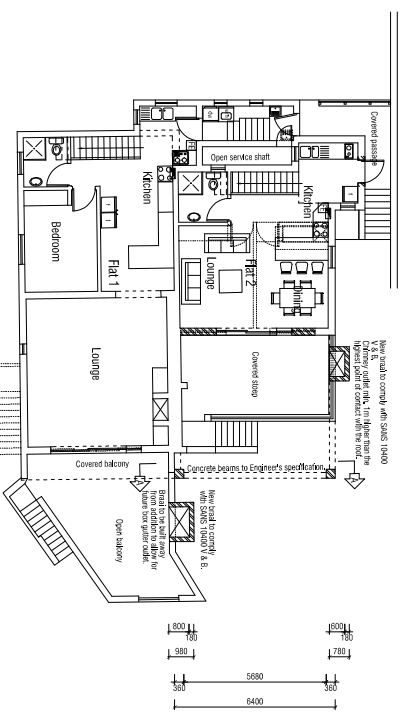 Covered passage
Open service shaft
Kitchen
Kitchen
Bedroom
Flat 1
Flat 2
Lounge
Dining
Lounge
Covered stoep
New braai to comply with SANS 10400
V & B.
Chimney outlet min. 1m higher than the
highest point of contact with the roof.
Covered balcony
Concrete beams to Engineer's specification.
Braai to be built away
from addition to allow for
future box gutter outlet.
New braai to comply
with SANS 10400 V & B.
Open balcony
800
180
600
180
980
780
5680
360
360
6400